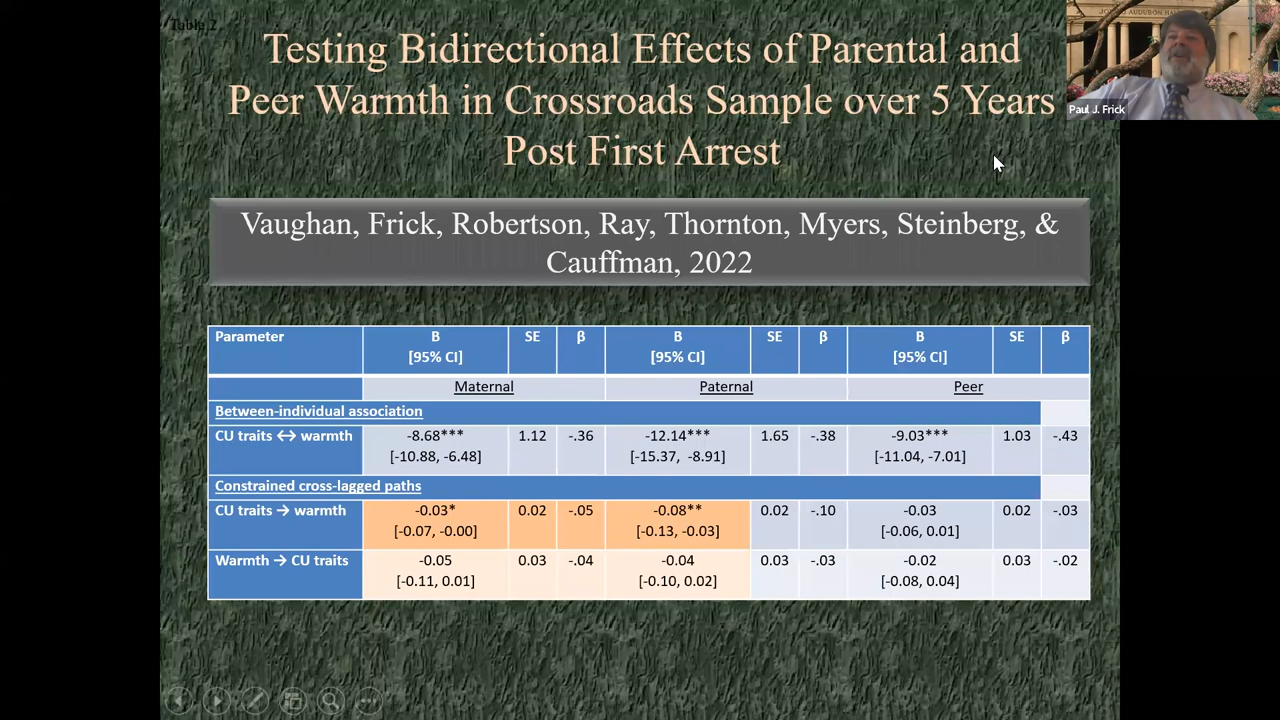 Table 2
Testing Bidirectional Effects of Parental and
Peer Warmth in Crossroads Sample over 5 Years
Post First Arrest
Paul J. Frick
Vaughan, Frick, Robertson, Ray, Thornton, Myers, Steinberg, &
Cauffman, 2022
Parameter B SE β B SE β B SE β
[95% CI] [95% CI] [95% CI]
Maternal Paternal Peer
Between-individual association
CU traits ↔ warmth -8.68*** 1.12 -.36 -12.14*** 1.65 -.38 -9.03*** 1.03 -.43
[-10.88, -6.48] [-15.37, -8.91] [-11.04, -7.01]
Constrained cross-lagged paths
CU traits → warmth -0.03* 0.02 -.05 -0.08** 0.02 -.10 -0.03 0.02 -.03
[-0.07, -0.00] [-0.13, -0.03] [-0.06, 0.01]
Warmth → CU traits -0.05 0.03 -.04 -0.04 0.03 -.03 -0.02 0.03 -.02
[-0.11, 0.01] [-0.10, 0.02] [-0.08, 0.04]